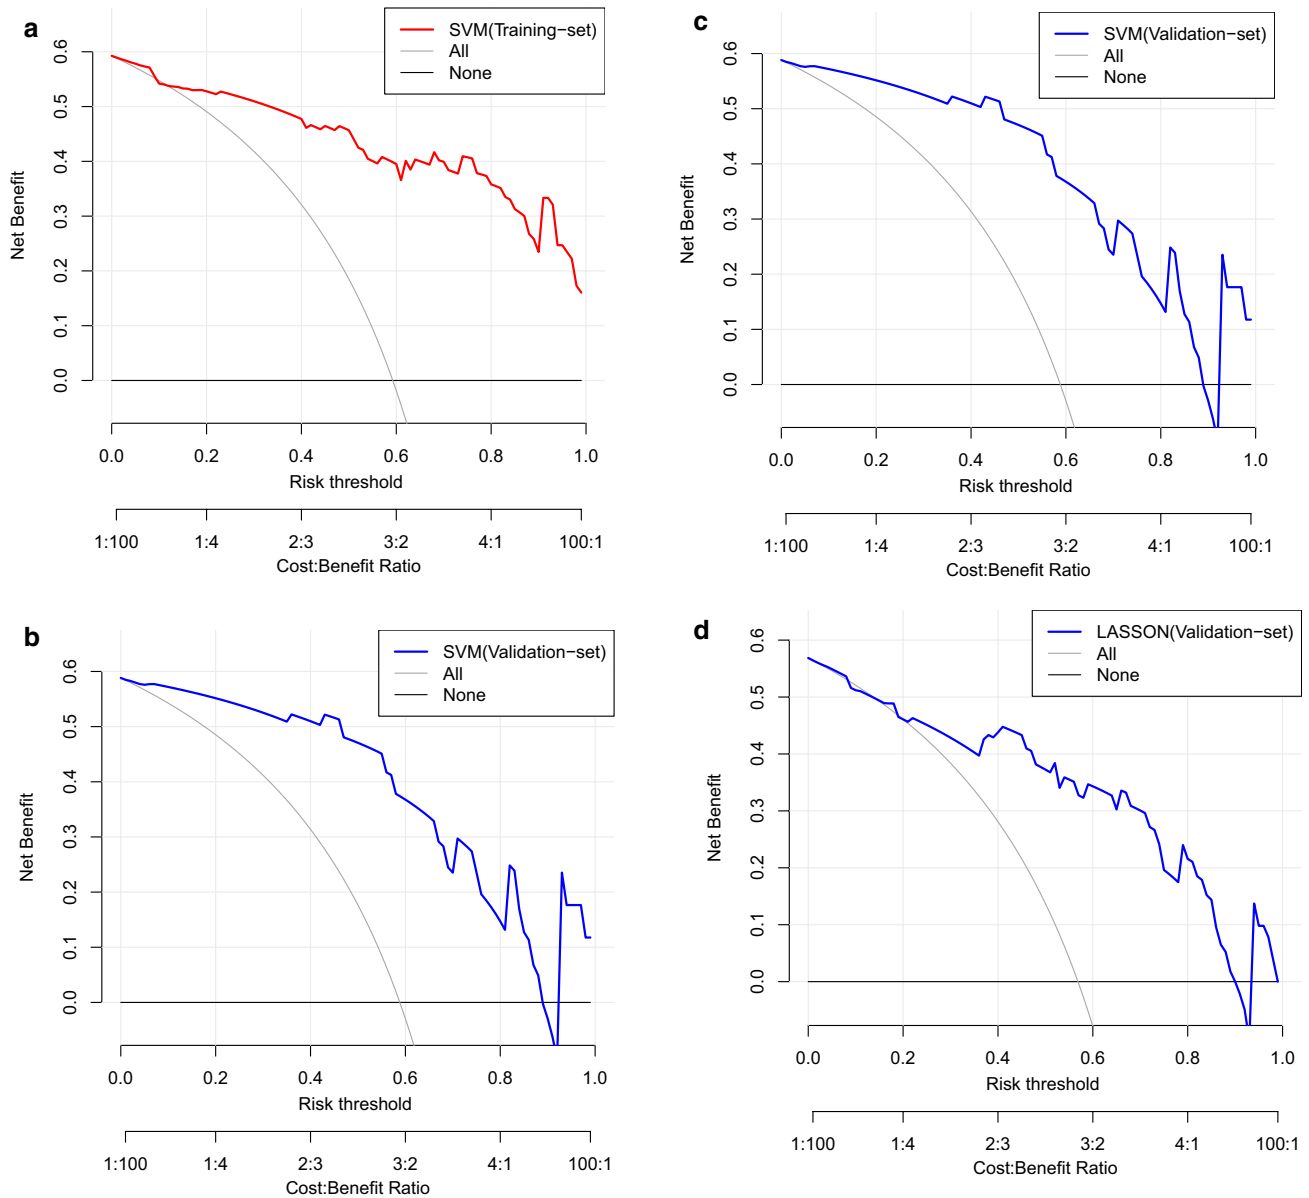 a
SVM(Training−set)
All
None
Net Benefit
0.6
0.5
0.4
0.3
0.2
0.1
0.0
0.0 0.2 0.4 0.6 0.8 1.0
Risk threshold
1:100 1:4 2:3 3:2 4:1 100:1
Cost:Benefit Ratio
b
SVM(Validation−set)
All
None
Net Benefit
0.6
0.5
0.4
0.3
0.2
0.1
0.0
0.0 0.2 0.4 0.6 0.8 1.0
Risk threshold
1:100 1:4 2:3 3:2 4:1 100:1
Cost:Benefit Ratio
c
SVM(Validation−set)
All
None
Net Benefit
0.6
0.5
0.4
0.3
0.2
0.1
0.0
0.0 0.2 0.4 0.6 0.8 1.0
Risk threshold
1:100 1:4 2:3 3:2 4:1 100:1
Cost:Benefit Ratio
d
LASSON(Validation−set)
All
None
Net Benefit
0.6
0.5
0.4
0.3
0.2
0.1
0.0
0.0 0.2 0.4 0.6 0.8 1.0
Risk threshold
1:100 1:4 2:3 3:2 4:1 100:1
Cost:Benefit Ratio